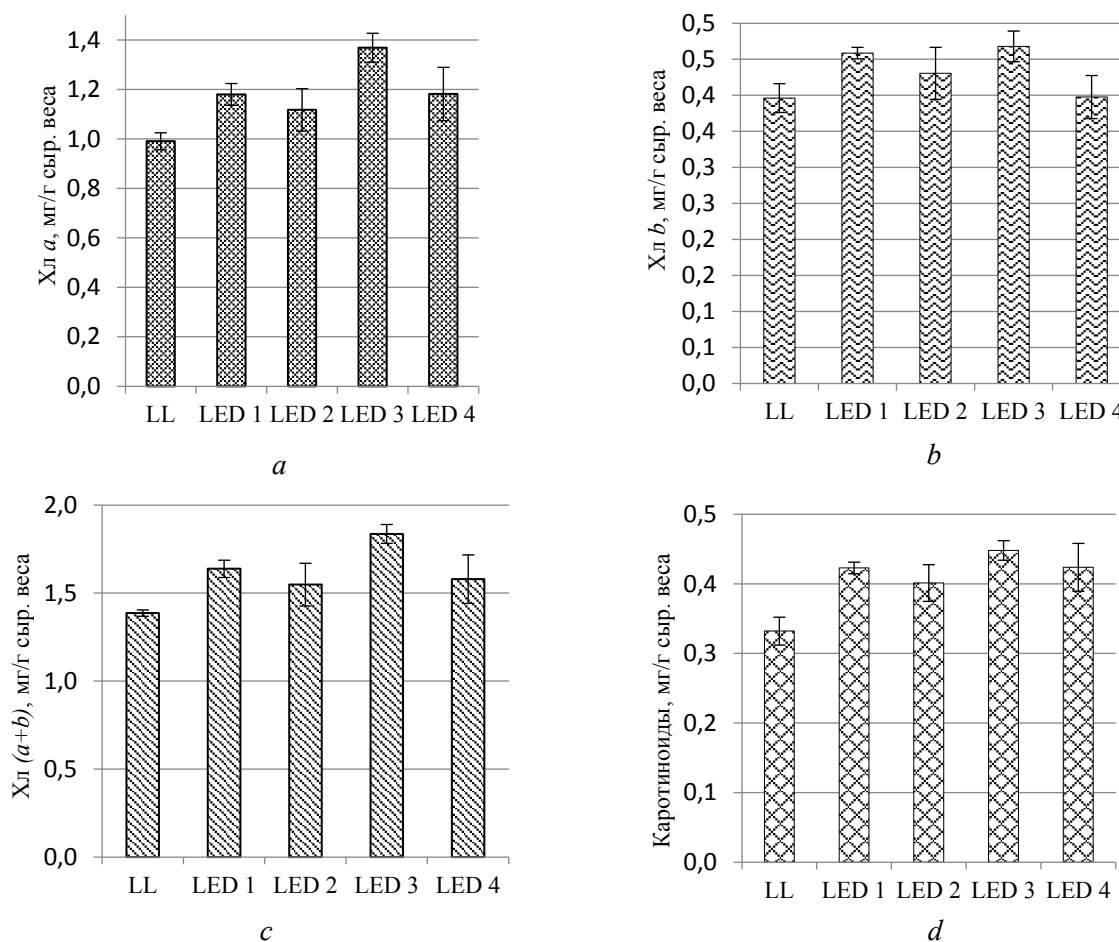 Хл a, мг/г сыр. веса
1,4
1,2
1,0
0,8
0,6
0,4
0,2
0,0
LL LED 1 LED 2 LED 3 LED 4
a
Хл b, мг/г сыр. веса
0,5
0,5
0,4
0,4
0,3
0,3
0,2
0,2
0,1
0,1
0,0
LL LED 1 LED 2 LED 3 LED 4
b
Хл (a+b), мг/г сыр. веса
2,0
1,5
1,0
0,5
0,0
LL LED 1 LED 2 LED 3 LED 4
c
Каротиноиды, мг/г сыр. веса
0,5
0,4
0,3
0,2
0,1
0,0
LL LED 1 LED 2 LED 3 LED 4
d